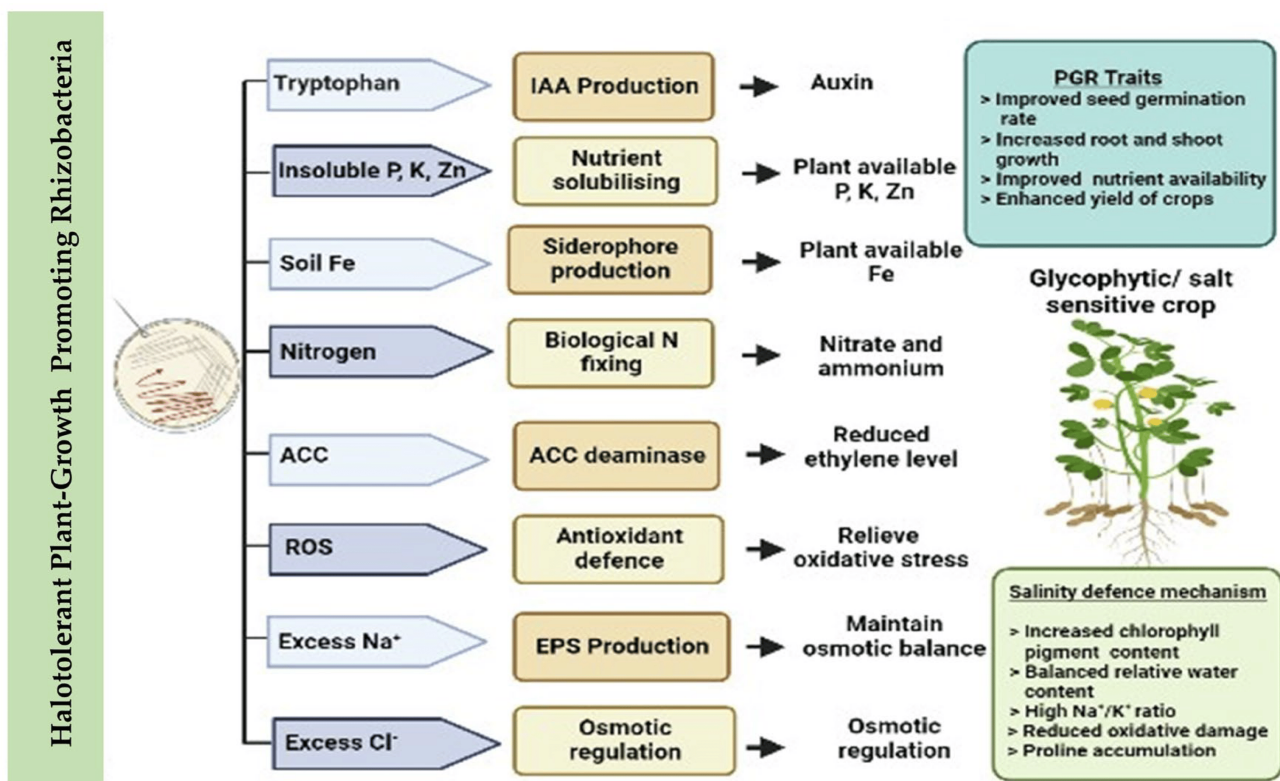 Halotolerant Plant-Growth Promoting Rhizobacteria
Tryptophan
IAA Production
Auxin
Insoluble P, K, Zn
Nutrient
solubilising
Plant available
P, K, Zn
Soil Fe
Siderophore
production
Plant available
Fe
Nitrogen
Biological N
fixing
Nitrate and
ammonium
ACC
ACC deaminase
Reduced
ethylene level
ROS
Antioxidant
defence
Relieve
oxidative stress
Excess Na⁺
EPS Production
Maintain
osmotic balance
Excess Cl⁻
Osmotic
regulation
Osmotic
regulation
PGR Traits
> Improved seed germination
rate
> Increased root and shoot
growth
> Improved nutrient availability
> Enhanced yield of crops
Glycophytic/ salt
sensitive crop
Salinity defence mechanism
> Increased chlorophyll
pigment content
> Balanced relative water
content
> High Na⁺/K⁺ ratio
> Reduced oxidative damage
> Proline accumulation